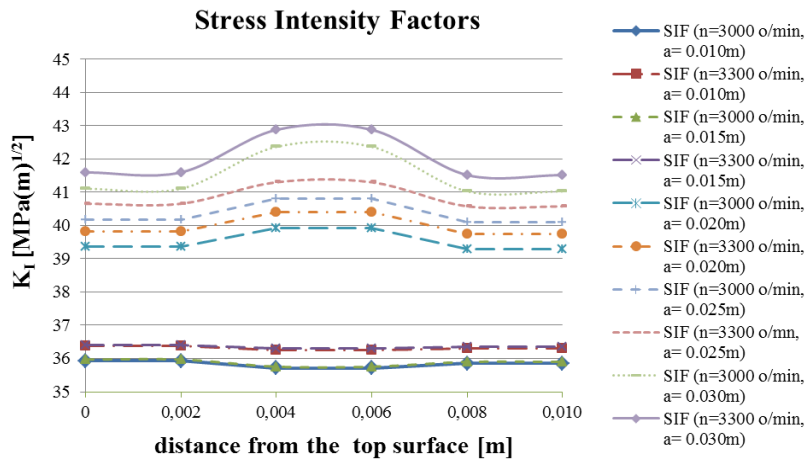 Stress Intensity Factors
K_I [MPa(m)^1/2]
45
44
43
42
41
40
39
38
37
36
35
0
0,002
0,004
0,006
0,008
0,010
distance from the top surface [m]
SIF (n=3000 o/min,
a= 0.010m)
SIF (n=3300 o/min,
a= 0.010m)
SIF (n=3000 o/min,
a= 0.015m)
SIF (n=3300 o/min,
a= 0.015m)
SIF (n=3000 o/min,
a= 0.020m)
SIF (n=3300 o/min,
a= 0.020m)
SIF (n=3000 o/min,
a= 0.025m)
SIF (n=3300 o/mn,
a= 0.025m)
SIF (n=3000 o/min,
a= 0.030m)
SIF (n=3300 o/min,
a= 0.030m)